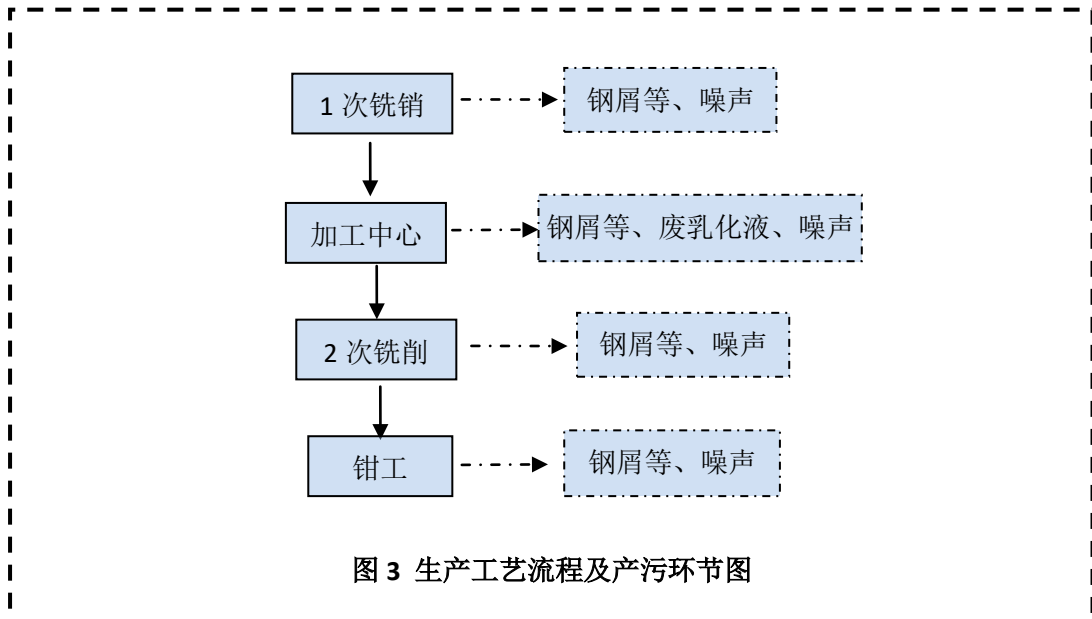 1 次铣销
钢屑等、噪声
加工中心
钢屑等、废乳化液、噪声
2 次铣削
钢屑等、噪声
钳工
钢屑等、噪声
图 3 生产工艺流程及产污环节图